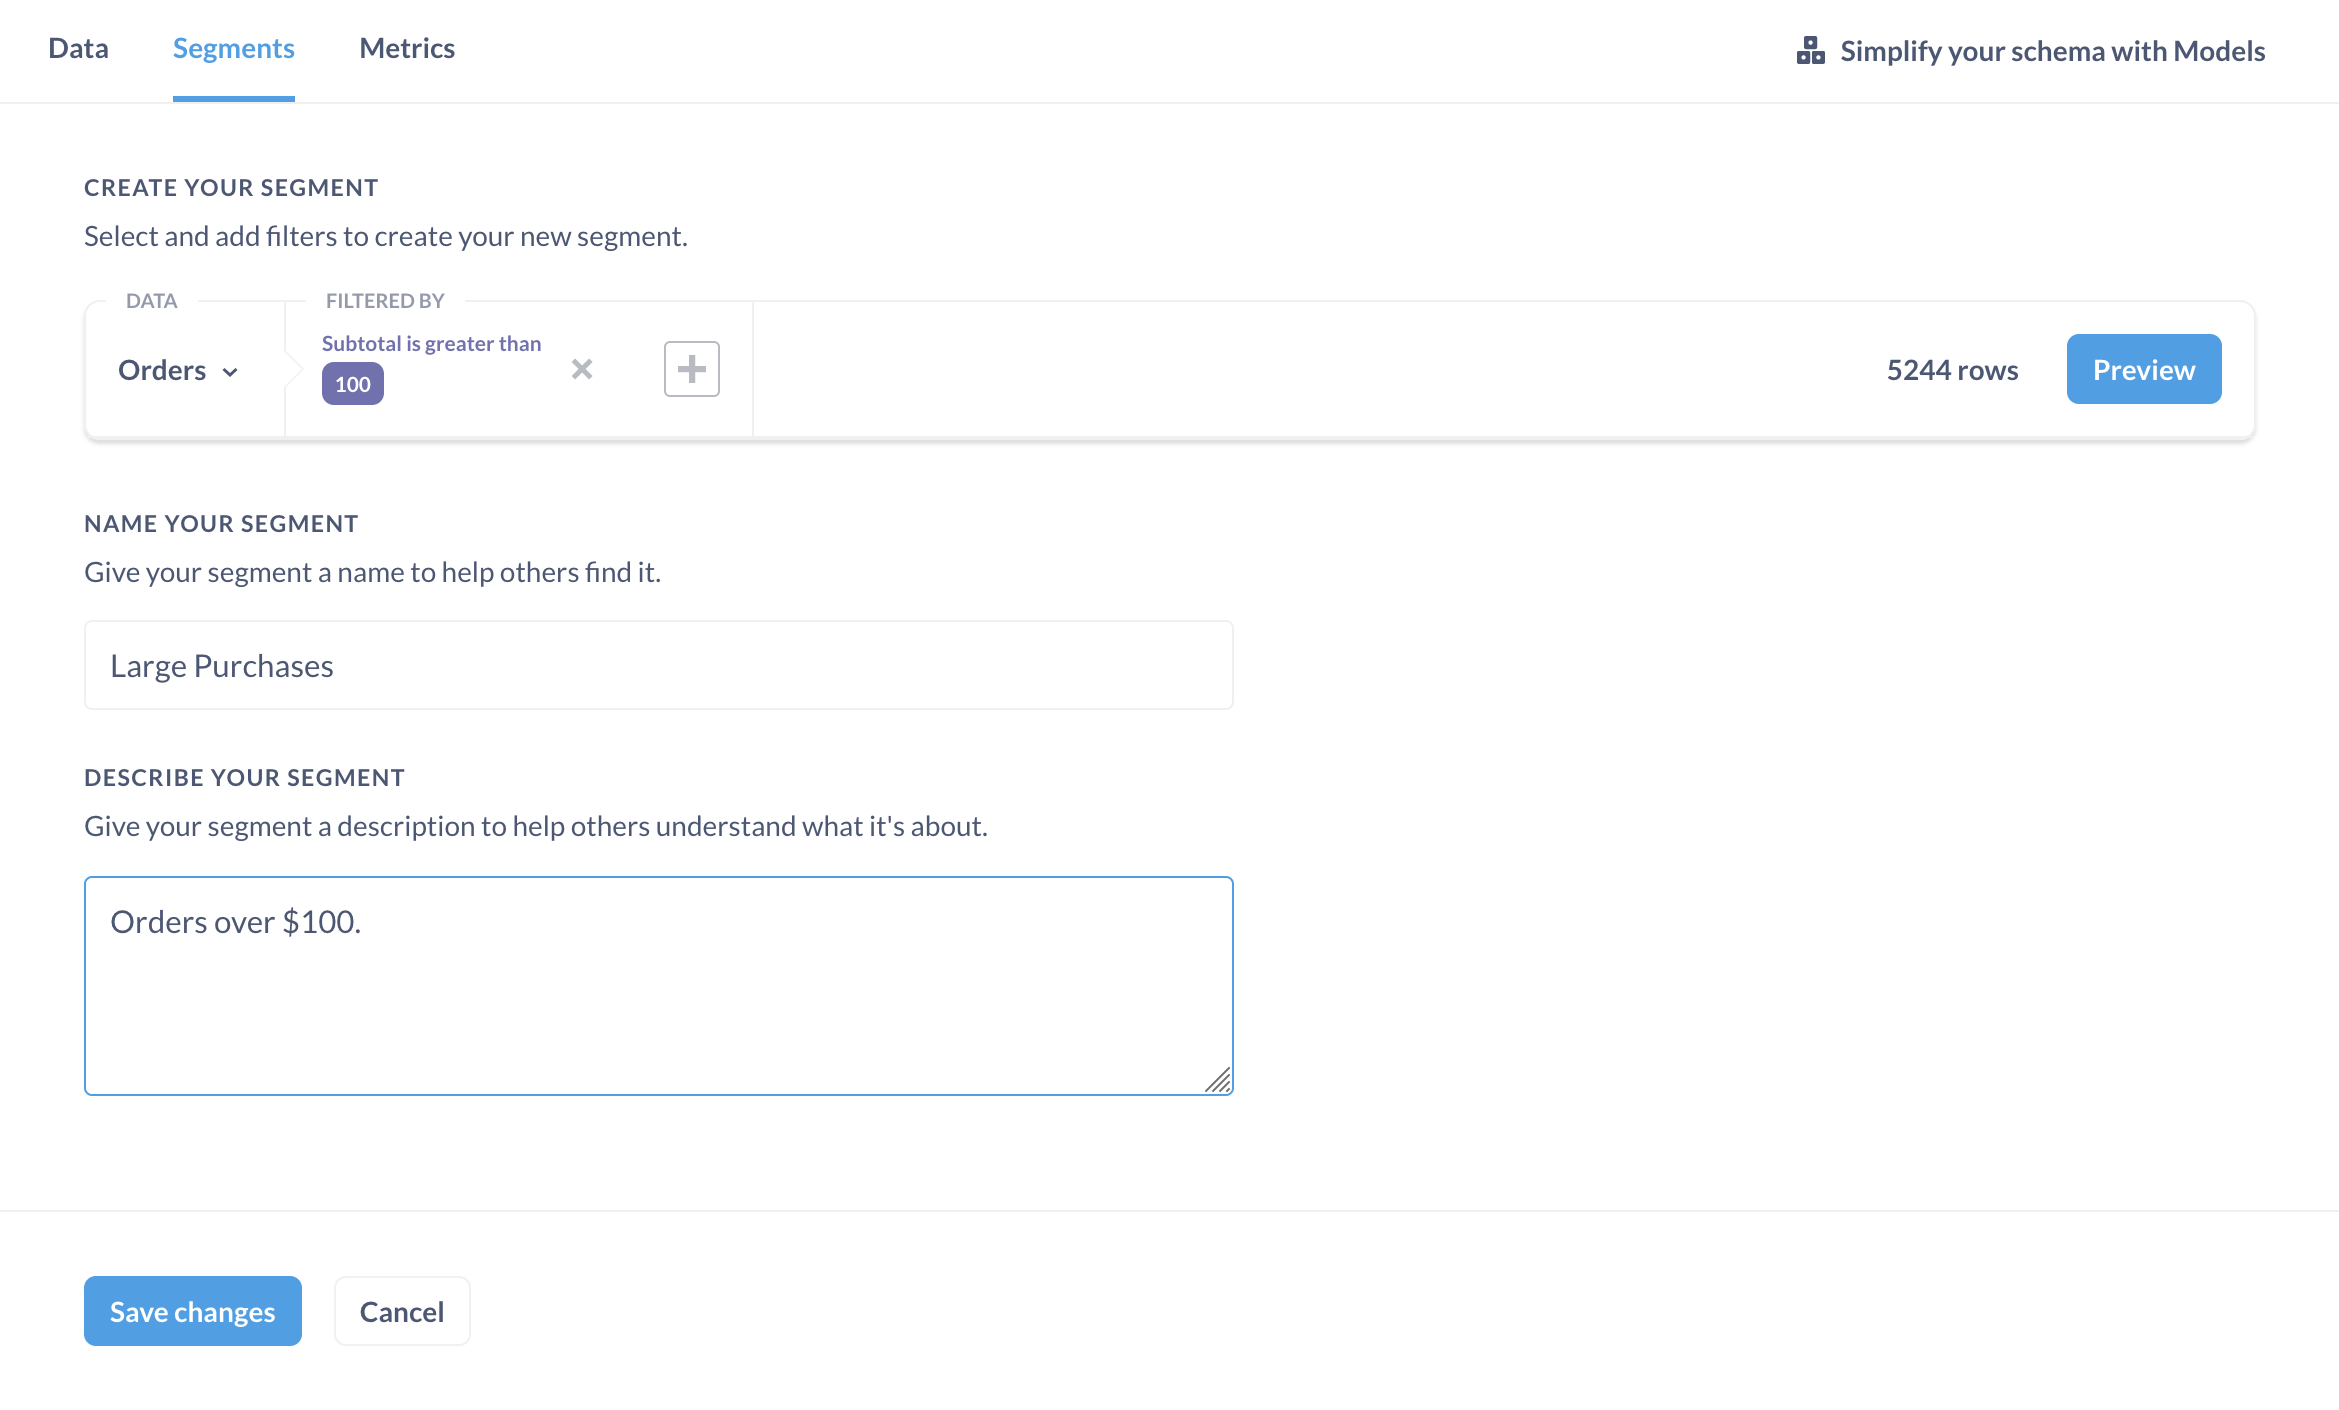 Data
Segments
Metrics
Simplify your schema with Models
CREATE YOUR SEGMENT
Select and add filters to create your new segment.
DATA
FILTERED BY
Orders
Subtotal is greater than
100
5244 rows
Preview
NAME YOUR SEGMENT
Give your segment a name to help others find it.
Large Purchases
DESCRIBE YOUR SEGMENT
Give your segment a description to help others understand what it's about.
Orders over $100.
Save changes
Cancel